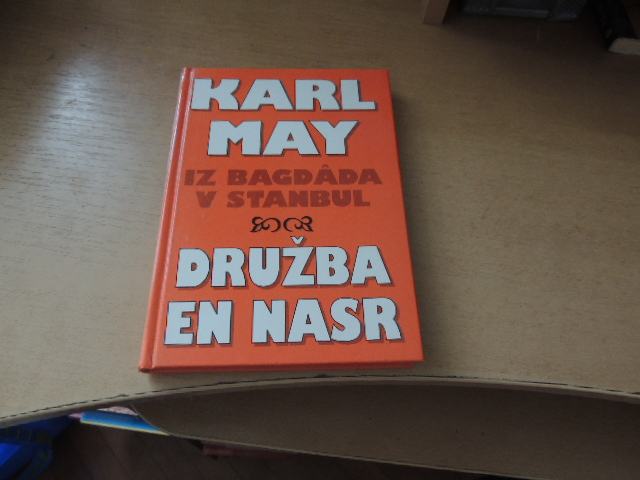 KARL
MAY
IZ BAGDÂDA
V STANBUL
DRUŽBA
EN NASR